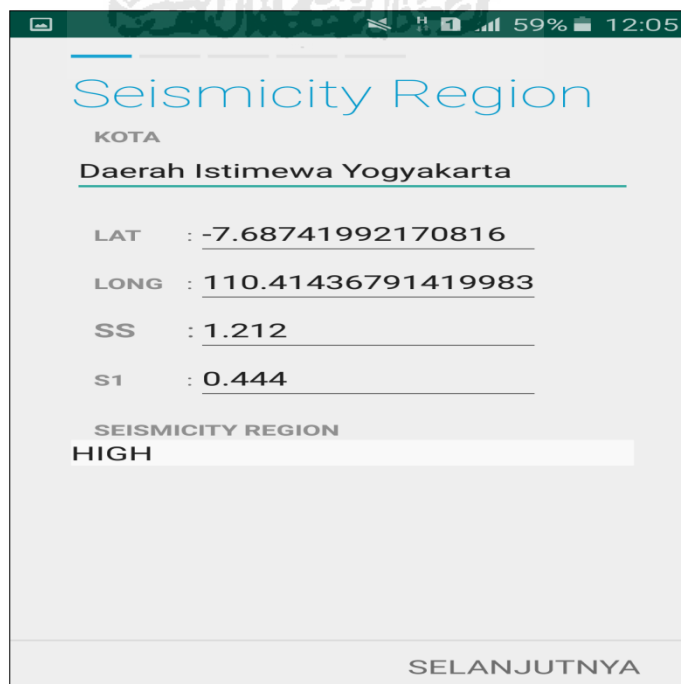 H 1 59% 12:05
Seismicity Region
KOTA
Daerah Istimewa Yogyakarta
LAT : -7.68741992170816
LONG : 110.41436791419983
SS : 1.212
S1 : 0.444
SEISMICITY REGION
HIGH
SELANJUTNYA